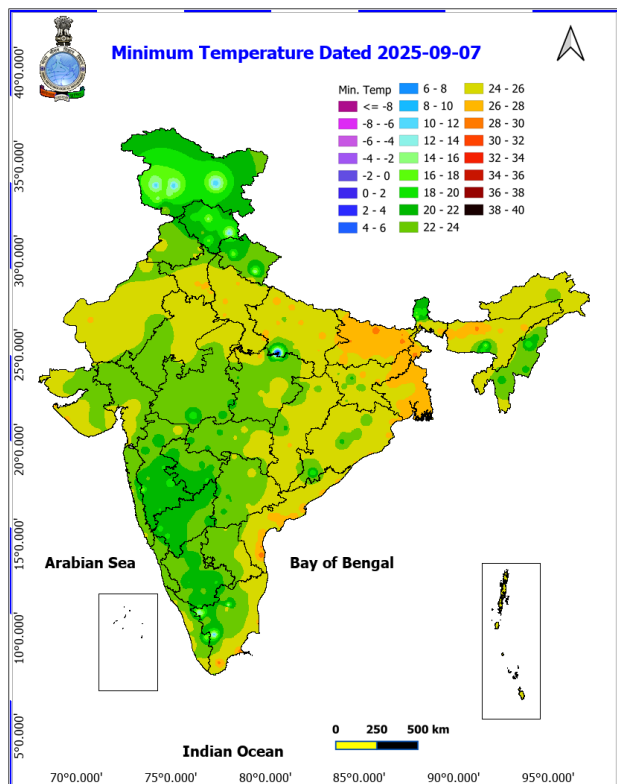 Minimum Temperature Dated 2025-09-07
Min. Temp
<= -8
-8 - -6
-6 - -4
-4 - -2
-2 - 0
0 - 2
2 - 4
4 - 6
6 - 8
8 - 10
10 - 12
12 - 14
14 - 16
16 - 18
18 - 20
20 - 22
22 - 24
24 - 26
26 - 28
28 - 30
30 - 32
32 - 34
34 - 36
36 - 38
38 - 40
40°0.000'
35°0.000'
30°0.000'
25°0.000'
20°0.000'
15°0.000'
10°0.000'
5°0.000'
Arabian Sea
Bay of Bengal
0 250 500 km
Indian Ocean
70°0.000' 75°0.000' 80°0.000' 85°0.000' 90°0.000' 95°0.000'